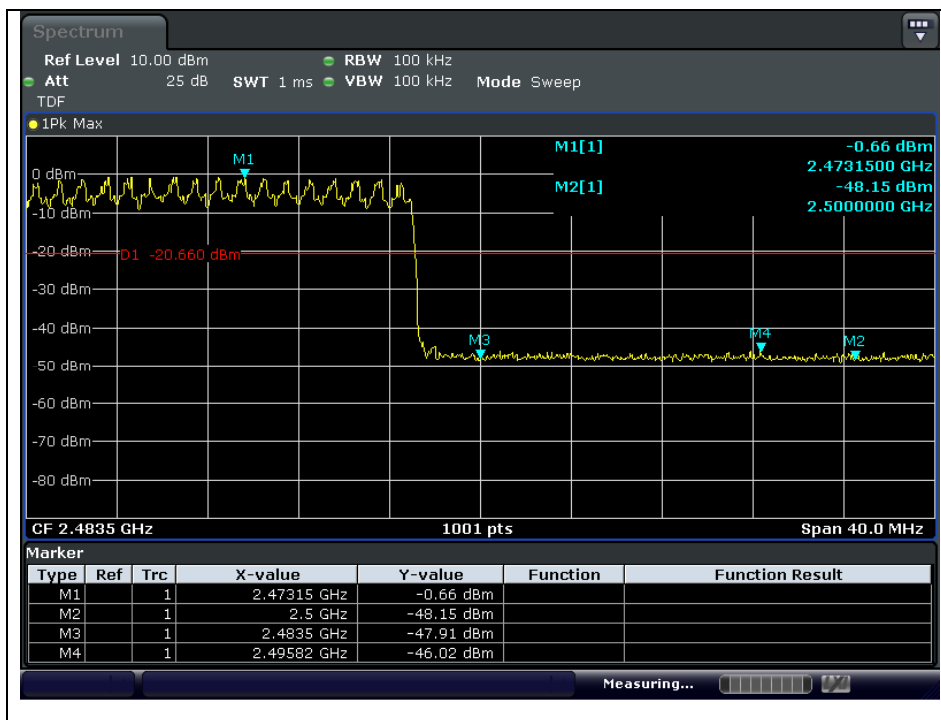 Spectrum
Ref Level 10.00 dBm RBW 100 kHz
Att 25 dB SWT 1 ms VBW 100 kHz Mode Sweep
TDF
1Pk Max
M1[1] -0.66 dBm
2.4731500 GHz
M2[1] -48.15 dBm
2.5000000 GHz
M1
0 dBm
-10 dBm
-20 dBm
D1 -20.660 dBm
-30 dBm
-40 dBm
M3
M4
M2
50 dBm
-60 dBm
-70 dBm
-80 dBm
CF 2.4835 GHz 1001 pts Span 40.0 MHz
Marker
Type Ref Trc X-value Y-value Function Function Result
M1 1 2.47315 GHz -0.66 dBm
M2 1 2.5 GHz -48.15 dBm
M3 1 2.4835 GHz -47.91 dBm
M4 1 2.49582 GHz -46.02 dBm
Measuring...